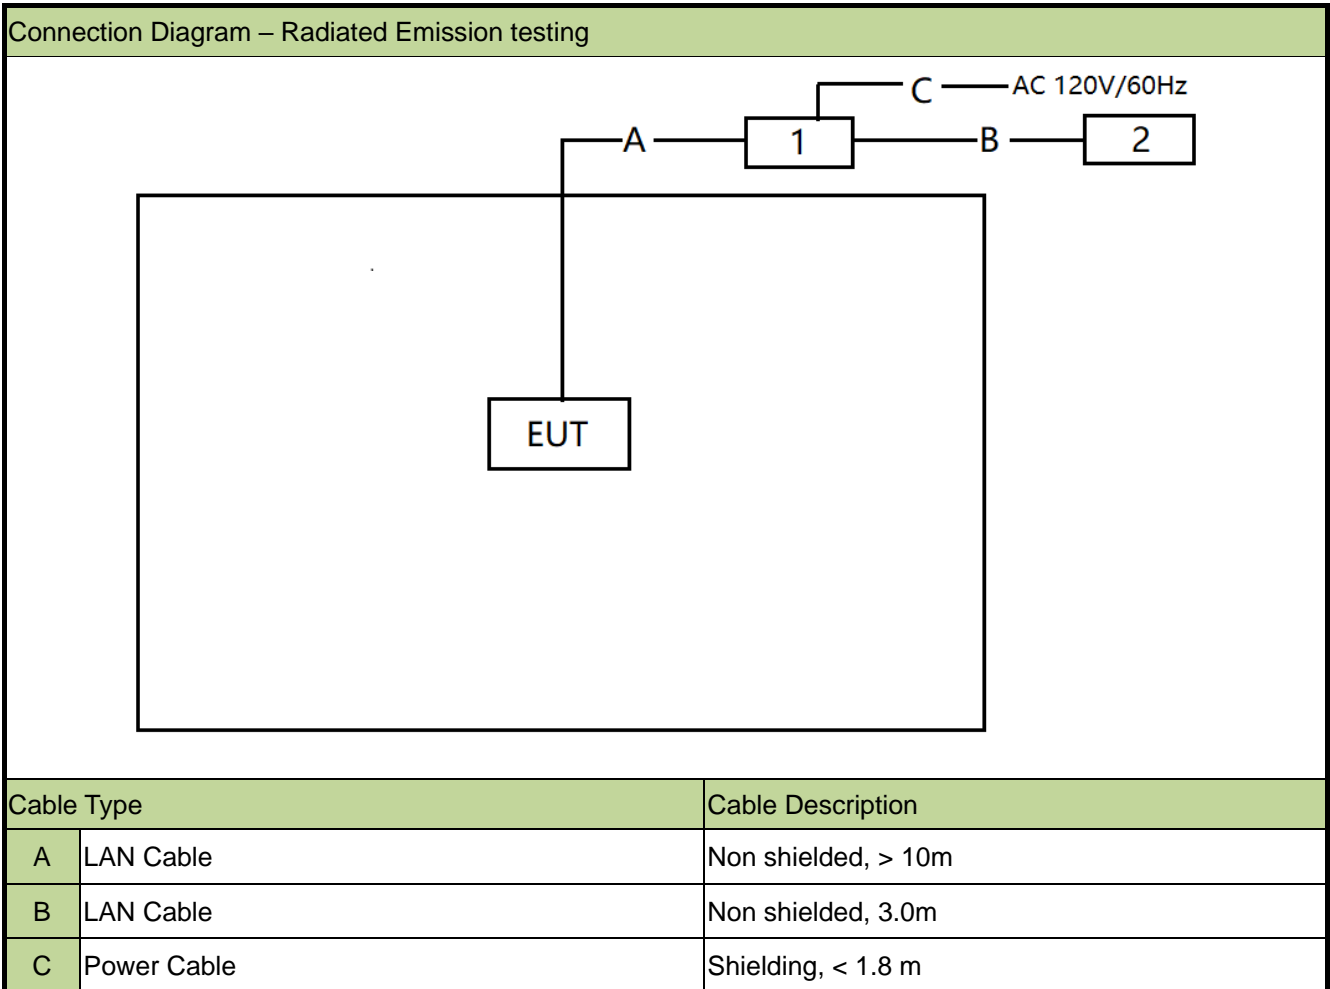 Connection Diagram – Radiated Emission testing
C AC 120V/60Hz
A 1 B 2
EUT
Cable Type Cable Description
A LAN Cable Non shielded, > 10m
B LAN Cable Non shielded, 3.0m
C Power Cable Shielding, < 1.8 m